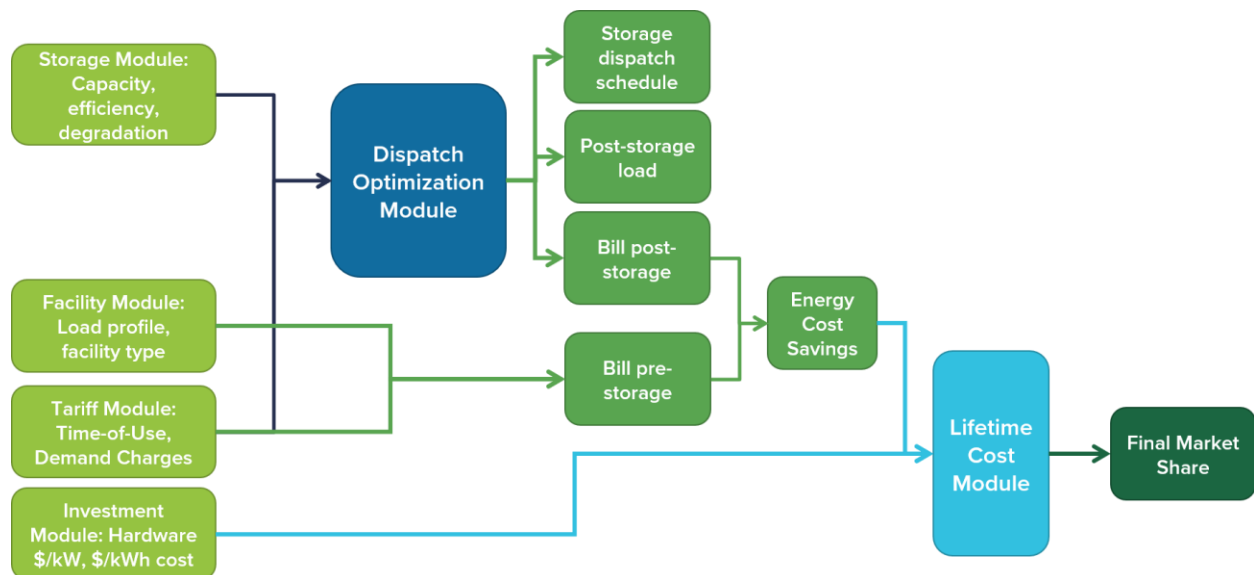 Storage Module:
Capacity,
efficiency,
degradation
Dispatch
Optimization
Module
Storage
dispatch
schedule
Post-storage
load
Bill post-
storage
Facility Module:
Load profile,
facility type
Energy
Cost
Savings
Bill pre-
storage
Tariff Module:
Time-of-Use,
Demand Charges
Lifetime
Cost
Module
Final Market
Share
Investment
Module: Hardware
$/kW, $/kWh cost